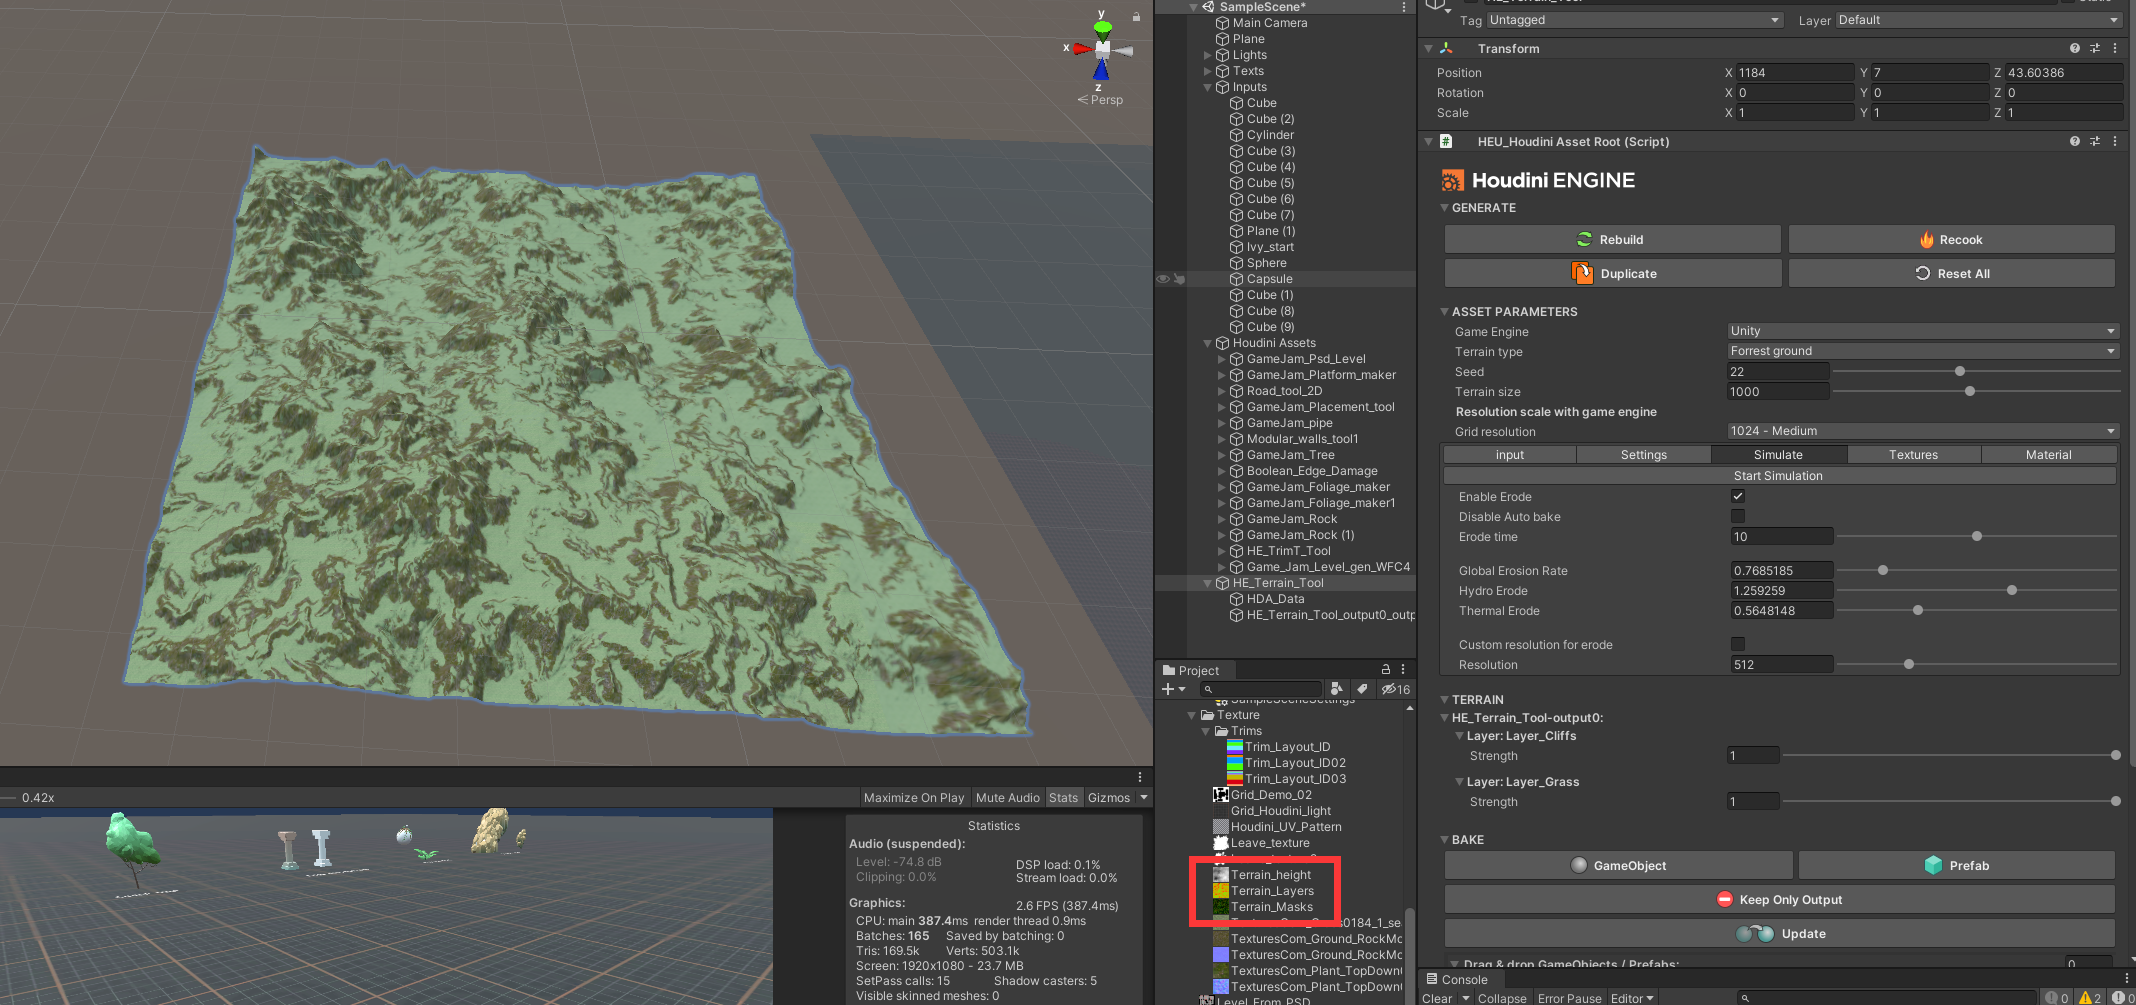 y
x
z
Persp
0.42x
Maximize On Play
Mute Audio
Stats
Gizmos
Statistics
Audio (suspended):
Level: -74.8 dB
DSP load: 0.1%
Clipping: 0.0%
Stream load: 0.0%
Graphics:
2.6 FPS (387.4ms)
CPU: main 387.4ms render thread 0.9ms
Batches: 165 Saved by batching: 0
Tris: 169.5k Verts: 503.1k
Screen: 1920x1080 - 23.7 MB
SetPass calls: 15 Shadow casters: 5
Visible skinned meshes: 0
SampleScene*
Main Camera
Plane
Lights
Texts
Inputs
Cube
Cube (2)
Cylinder
Cube (3)
Cube (4)
Cube (5)
Cube (6)
Cube (7)
Plane (1)
Ivy_start
Sphere
Capsule
Cube (1)
Cube (8)
Cube (9)
Houdini Assets
GameJam_Psd_Level
GameJam_Platform_maker
Road_tool_2D
GameJam_Placement_tool
GameJam_pipe
Modular_walls_tool1
GameJam_Tree
Boolean_Edge_Damage
GameJam_Foliage_maker
GameJam_Foliage_maker1
GameJam_Rock
GameJam_Rock (1)
HE_TrimT_Tool
Game_Jam_Level_gen_WFC4
HE_Terrain_Tool
HDA_Data
HE_Terrain_Tool_output0_outp
Project
16
SampleSceneSettings
Texture
Trims
Trim_Layout_ID
Trim_Layout_ID02
Trim_Layout_ID03
Grid_Demo_02
Grid_Houdini_light
Houdini_UV_Pattern
Leave_texture
Terrain_height
Terrain_Layers
Terrain_Masks
TexturesCom_Ground_RockMo
TexturesCom_Ground_RockMo
TexturesCom_Plant_TopDown
TexturesCom_Plant_TopDown
Level_From_PSD
Tag Untagged Layer Default
Transform
Position X 1184 Y 7 Z 43.60386
Rotation X 0 Y 0 Z 0
Scale X 1 Y 1 Z 1
HEU_Houdini Asset Root (Script)
Houdini ENGINE
GENERATE
Rebuild
Recook
Duplicate
Reset All
ASSET PARAMETERS
Game Engine Unity
Terrain type Forrest ground
Seed 22
Terrain size 1000
Resolution scale with game engine
Grid resolution 1024 - Medium
input Settings Simulate Textures Material
Start Simulation
Enable Erode
Disable Auto bake
Erode time 10
Global Erosion Rate 0.7685185
Hydro Erode 1.259259
Thermal Erode 0.5648148
Custom resolution for erode
Resolution 512
TERRAIN
HE_Terrain_Tool-output0:
Layer: Layer_Cliffs
Strength 1
Layer: Layer_Grass
Strength 1
BAKE
GameObject
Prefab
Keep Only Output
Update
Drag & drop GameObjects / Prefabs: 0
Console
Clear Collapse Error Pause Editor 0 2 0